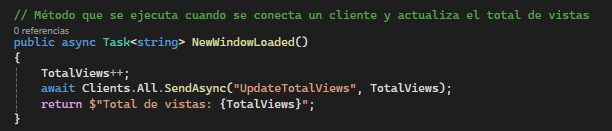 // Método que se ejecuta cuando se conecta un cliente y actualiza el total de vistas
0 referencias
public async Task<string> NewWindowLoaded()
{
    TotalViews++;
    await Clients.All.SendAsync("UpdateTotalViews", TotalViews);
    return $"Total de vistas: {TotalViews}";
}